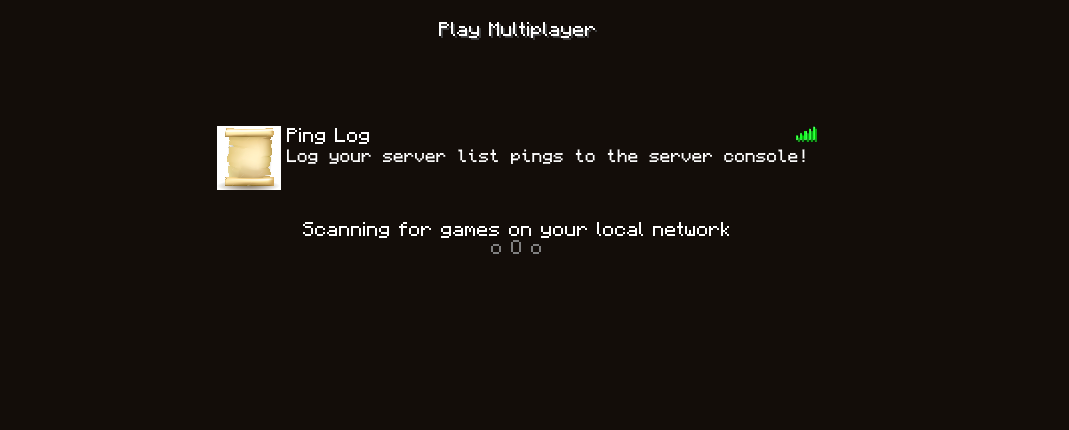 Play Multiplayer
Ping Log
Log your server list pings to the server console!
Scanning for games on your local network
o O o